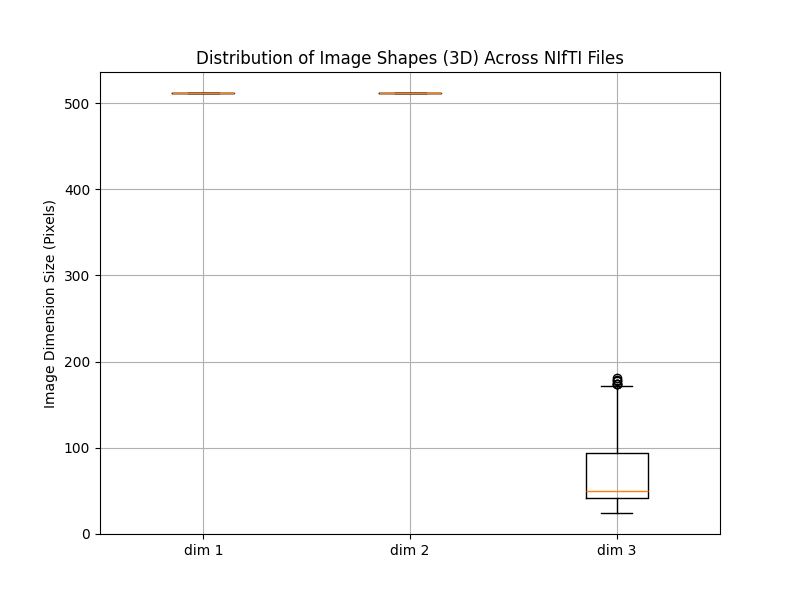 Distribution of Image Shapes (3D) Across NIfTI Files
Image Dimension Size (Pixels)
500
400
300
200
100
0
dim 1
dim 2
dim 3